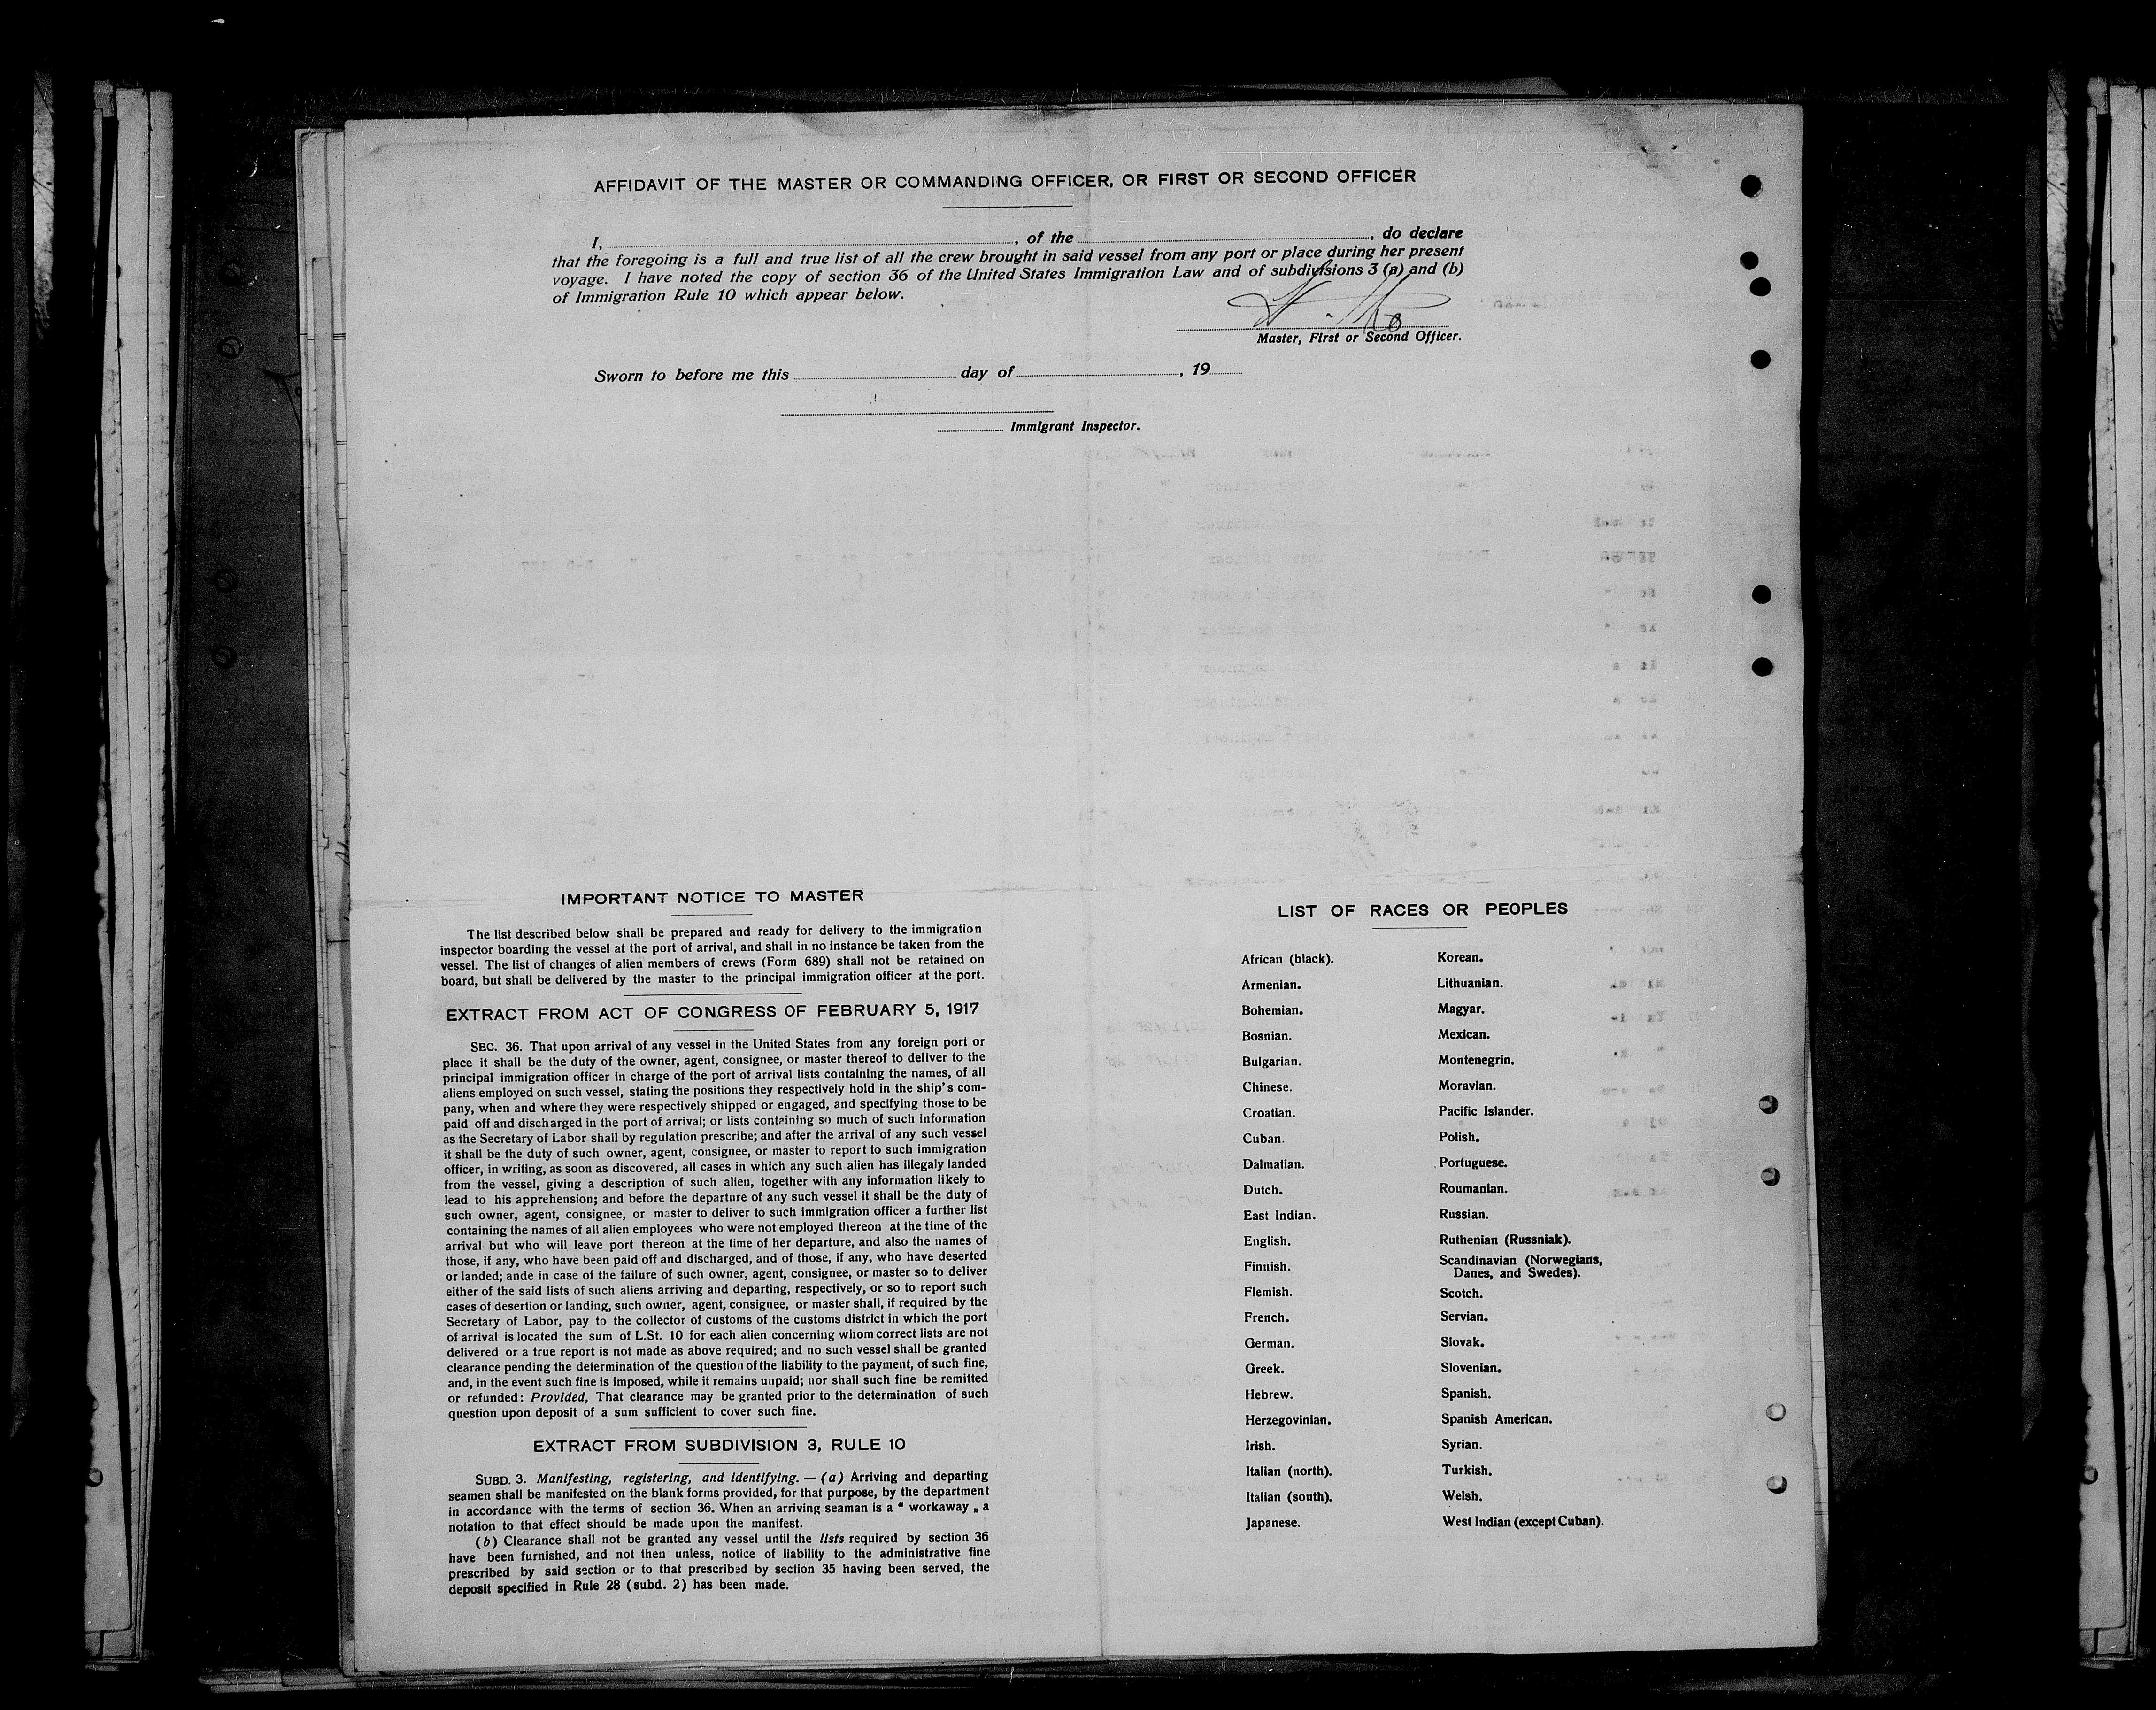 AFFIDAVIT OF THE MASTER OR COMMANDING OFFICER, OR FIRST OR SECOND OFFICER
I, , of the , do declare
that the foregoing is a full and true list of all the crew brought in said vessel from any port or place during her present
voyage. I have noted the copy of section 36 of the United States Immigration Law and of subdivisions 3 (a) and (b)
of Immigration Rule 10 which appear below.
Master, First or Second Officer.
Sworn to before me this day of , 19
Immigrant Inspector.
IMPORTANT NOTICE TO MASTER
The list described below shall be prepared and ready for delivery to the immigration
inspector boarding the vessel at the port of arrival, and shall in no instance be taken from the
vessel. The list of changes of alien members of crews (Form 689) shall not be retained on
board, but shall be delivered by the master to the principal immigration officer at the port.
EXTRACT FROM ACT OF CONGRESS OF FEBRUARY 5, 1917
SEC. 36. That upon arrival of any vessel in the United States from any foreign port or
place it shall be the duty of the owner, agent, consignee, or master thereof to deliver to the
principal immigration officer in charge of the port of arrival lists containing the names, of all
aliens employed on such vessel, stating the positions they respectively hold in the ship's com-
pany, when and where they were respectively shipped or engaged, and specifying those to be
paid off and discharged in the port of arrival; or lists containing so much of such information
as the Secretary of Labor shall by regulation prescribe; and after the arrival of any such vessel
it shall be the duty of such owner, agent, consignee, or master to report to such immigration
officer, in writing, as soon as discovered, all cases in which any such alien has illegaly landed
from the vessel, giving a description of such alien, together with any information likely to
lead to his apprehension; and before the departure of any such vessel it shall be the duty of
such owner, agent, consignee, or master to deliver to such immigration officer a further list
containing the names of all alien employees who were not employed thereon at the time of the
arrival but who will leave port thereon at the time of her departure, and also the names of
those, if any, who have been paid off and discharged, and of those, if any, who have deserted
or landed; ande in case of the failure of such owner, agent, consignee, or master so to deliver
either of the said lists of such aliens arriving and departing, respectively, or so to report such
cases of desertion or landing, such owner, agent, consignee, or master shall, if required by the
Secretary of Labor, pay to the collector of customs of the customs district in which the port
of arrival is located the sum of L.St. 10 for each alien concerning whom correct lists are not
delivered or a true report is not made as above required; and no such vessel shall be granted
clearance pending the determination of the question of the liability to the payment, of such fine,
and, in the event such fine is imposed, while it remains unpaid; nor shall such fine be remitted
or refunded: Provided, That clearance may be granted prior to the determination of such
question upon deposit of a sum sufficient to cover such fine.
EXTRACT FROM SUBDIVISION 3, RULE 10
SUBD. 3. Manifesting, registering, and identifying. — (a) Arriving and departing
seamen shall be manifested on the blank forms provided, for that purpose, by the department
in accordance with the terms of section 36. When an arriving seaman is a “ workaway „ a
notation to that effect should be made upon the manifest.
(b) Clearance shall not be granted any vessel until the lists required by section 36
have been furnished, and not then unless, notice of liability to the administrative fine
prescribed by said section or to that prescribed by section 35 having been served, the
deposit specified in Rule 28 (subd. 2) has been made.
LIST OF RACES OR PEOPLES
African (black).
Armenian.
Bohemian.
Bosnian.
Bulgarian.
Chinese.
Croatian.
Cuban.
Dalmatian.
Dutch.
East Indian.
English.
Finnish.
Flemish.
French.
German.
Greek.
Hebrew.
Herzegovinian.
Irish.
Italian (north).
Italian (south).
Japanese.
Korean.
Lithuanian.
Magyar.
Mexican.
Montenegrin.
Moravian.
Pacific Islander.
Polish.
Portuguese.
Roumanian.
Russian.
Ruthenian (Russniak).
Scandinavian (Norwegians,
Danes, and Swedes).
Scotch.
Servian.
Slovak.
Slovenian.
Spanish.
Spanish American.
Syrian.
Turkish.
Welsh.
West Indian (except Cuban).